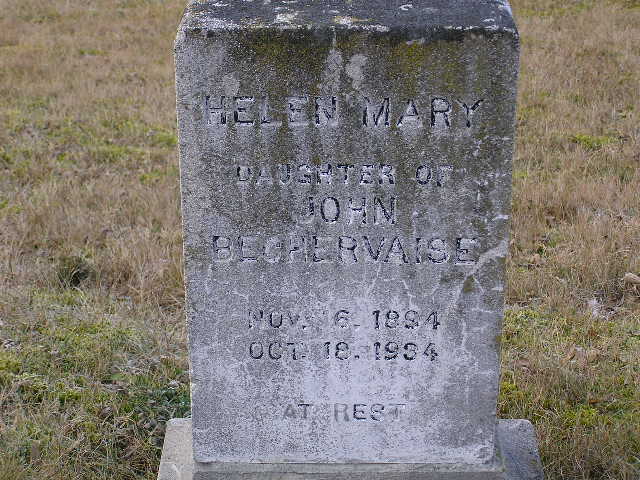 HELEN MARY
DAUGHTER OF
JOHN
BECHERVAISE
NOV. 16. 1894
OCT. 18. 1934
AT REST